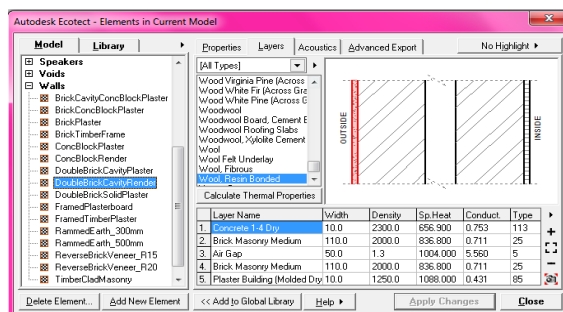 Autodesk Ecotect - Elements in Current Model
Model Library
Properties Layers Acoustics Advanced Export No Highlight
Speakers
Voids
Walls
BrickCavityConcBlockPlaster
BrickConcBlockPlaster
BrickPlaster
BrickTimberFrame
ConcBlockPlaster
ConcBlockRender
DoubleBrickCavityPlaster
DoubleBrickCavityRender
DoubleBrickSolidPlaster
FramedPlasterboard
FramedTimberPlaster
RammedEarth_300mm
RammedEarth_500mm
ReverseBrickVeneer_R15
ReverseBrickVeneer_R20
TimberCladMasonry
[All Types]
Wood Virginia Pine (Across
Wood White Fir (Across Gra
Wood White Pine (Across G
Woodwool
Woodwool Board, Cement B
Woodwool Roofing Slabs
Woodwool, Xylolite Cement
Wool
Wool Felt Underlay
Wool, Fibrous
Wool, Resin Bonded
Calculate Thermal Properties
OUTSIDE
INSIDE
Layer Name Width Density Sp.Heat Conduct. Type
1. Concrete 1-4 Dry 10.0 2300.0 656.900 0.753 113
2. Brick Masonry Medium 110.0 2000.0 836.800 0.711 25
3. Air Gap 50.0 1.3 1004.000 5.560 5
4. Brick Masonry Medium 110.0 2000.0 836.800 0.711 25
5. Plaster Building (Molded Dry 10.0 1250.0 1088.000 0.431 85
Delete Element... Add New Element << Add to Global Library Help Apply Changes Close